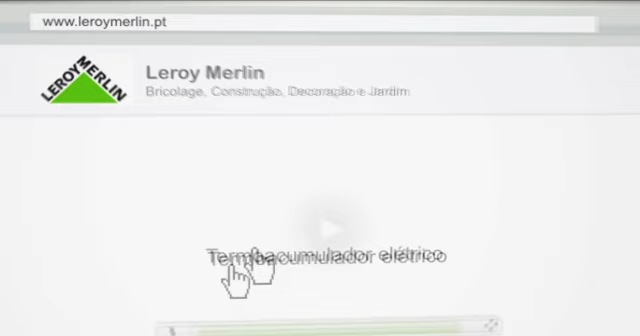 www.leroymerlin.pt
LEROY MERLIN
Leroy Merlin
Bricolage, Construção, Decoração e Jardim
Termoacumulador elétrico